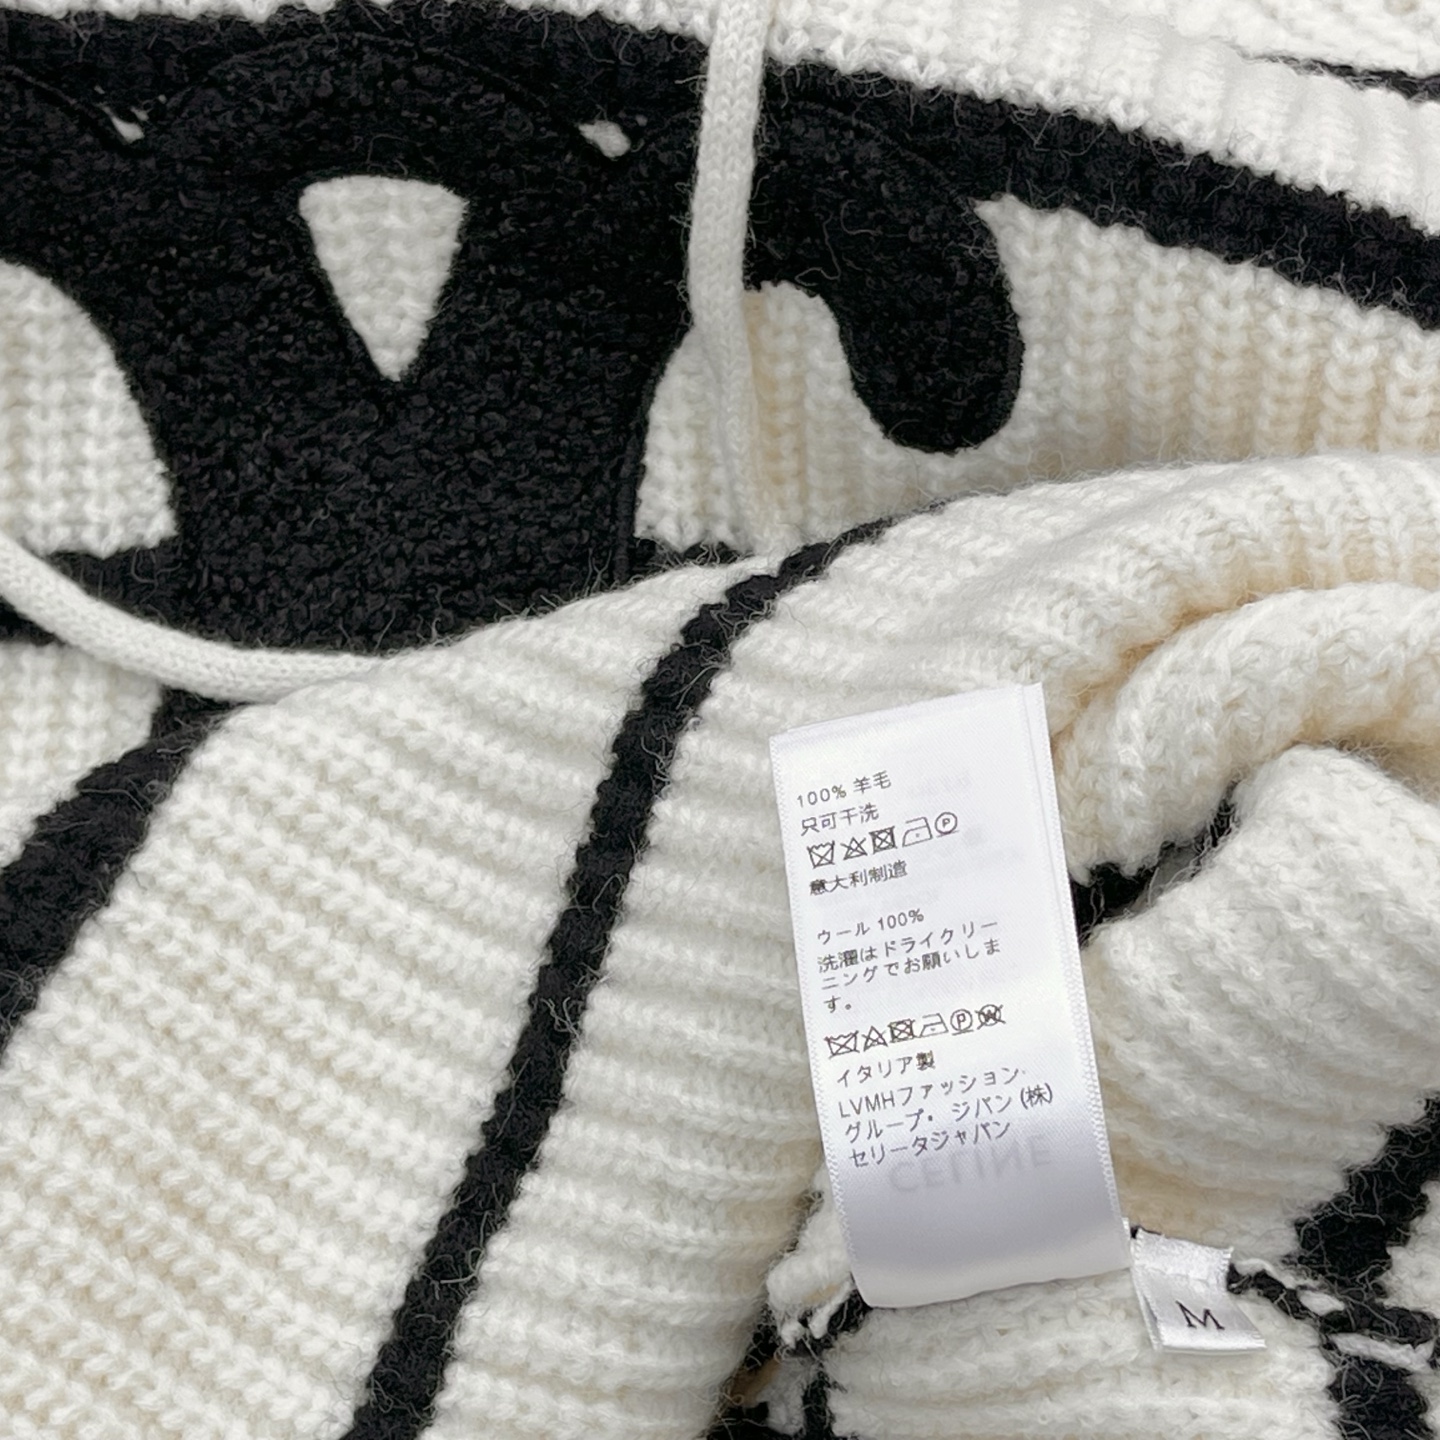 100% 羊毛
只可干洗
P
意大利制造
ウール 100%
洗濯はドライクリー
ニングでお願いしま
す。
P W
イタリア製
LVMHファッション・
グループ・ジパン (株)
セリータジャパン
CELINE
M